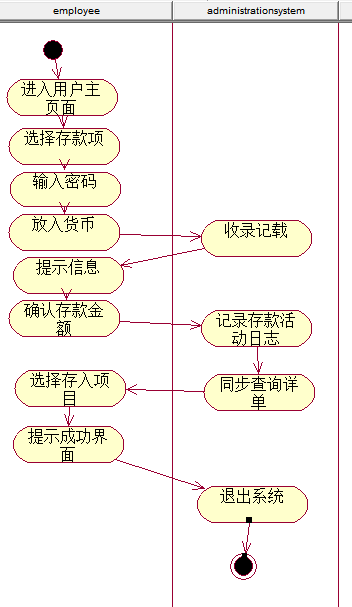 employee
administrationsystem
进入用户主
页面
选择存款项
输入密码
放入货币
收录记载
提示信息
确认存款金
额
记录存款活
动日志
选择存入项
目
同步查询详
单
提示成功界
面
退出系统